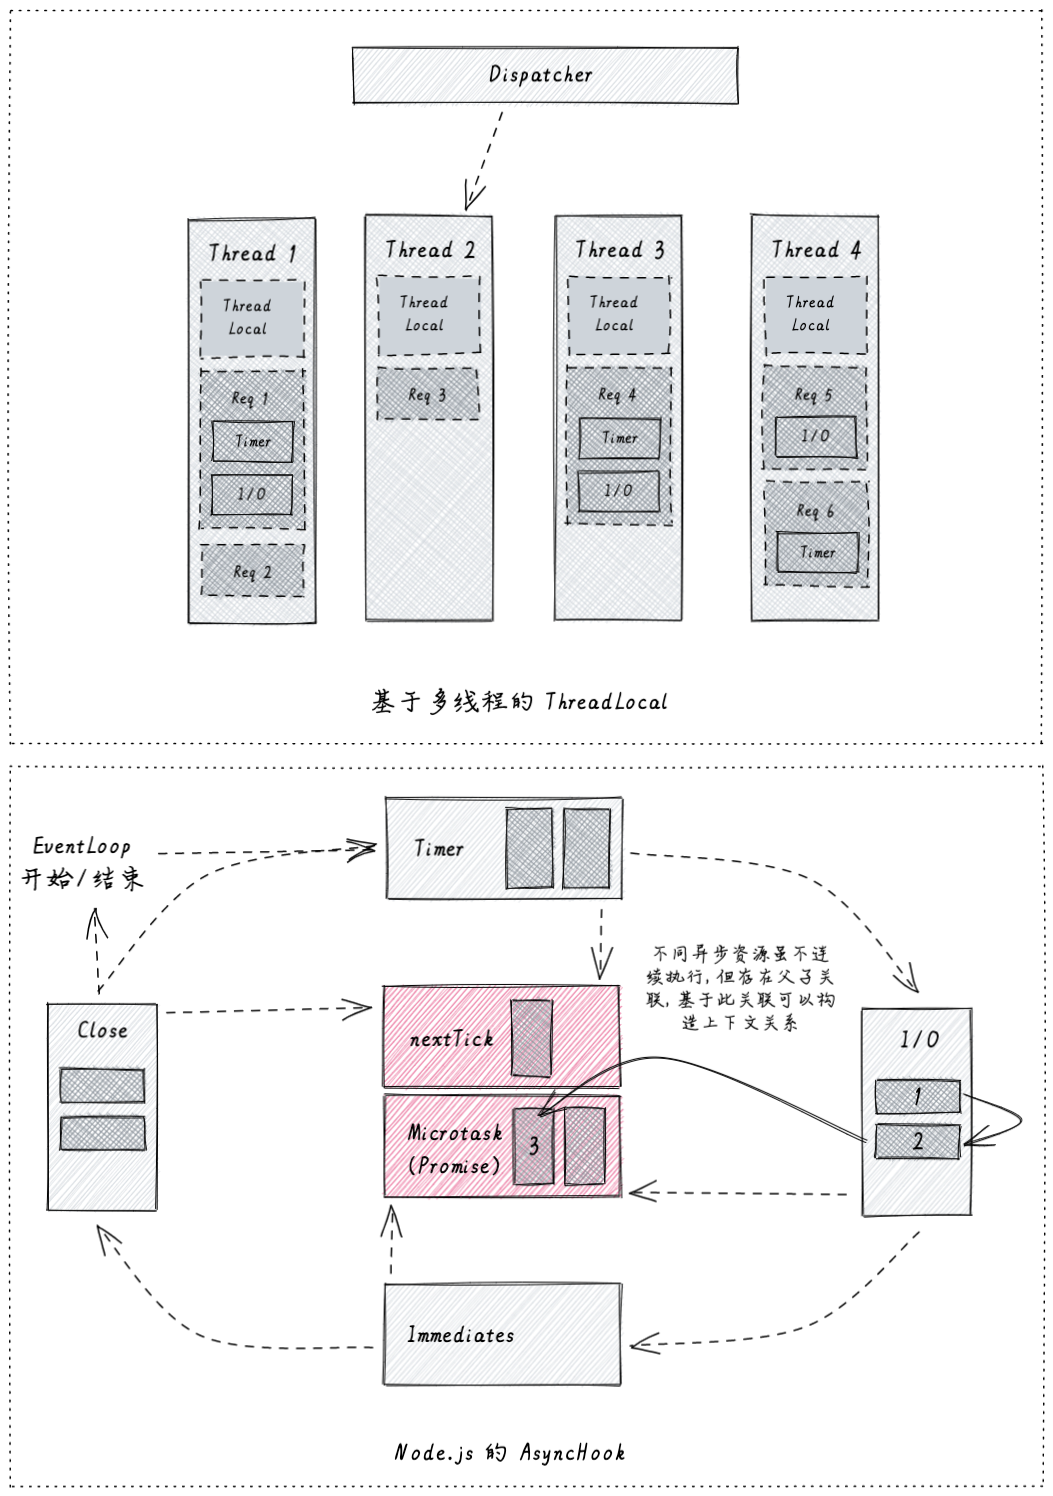 Dispatcher
Thread 1
Thread
Local
Req 1
Timer
I/O
Req 2
Thread 2
Thread
Local
Req 3
Thread 3
Thread
Local
Req 4
Timer
I/O
Thread 4
Thread
Local
Req 5
I/O
Req 6
Timer
基于多线程的 ThreadLocal
EventLoop
开始/结束
Timer
不同异步资源虽不连
续执行,但存在父子关
联,基于此关联可以构
造上下文关系
Close
nextTick
Microtask
(Promise)
3
I/O
1
2
Immediates
Node.js 的 AsyncHook